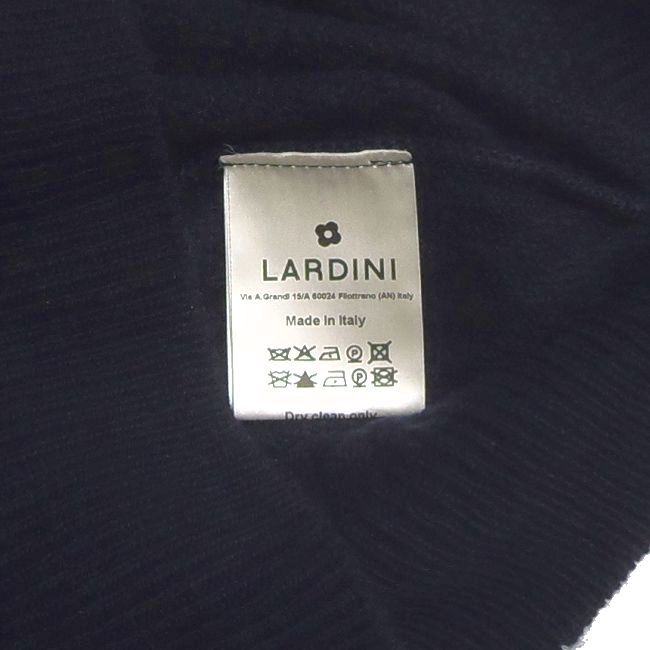 LARDINI
Via A.Grandi 15/A 60024 Filottrano (AN) Italy
Made in Italy
P
P
Dry clean only